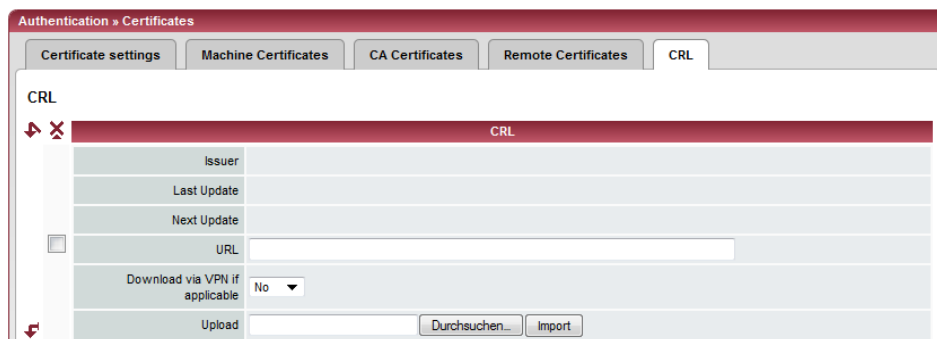 Authentication » Certificates
Certificate settings
Machine Certificates
CA Certificates
Remote Certificates
CRL
CRL
CRL
Issuer
Last Update
Next Update
URL
Download via VPN if
applicable
No
Upload
Durchsuchen...
Import